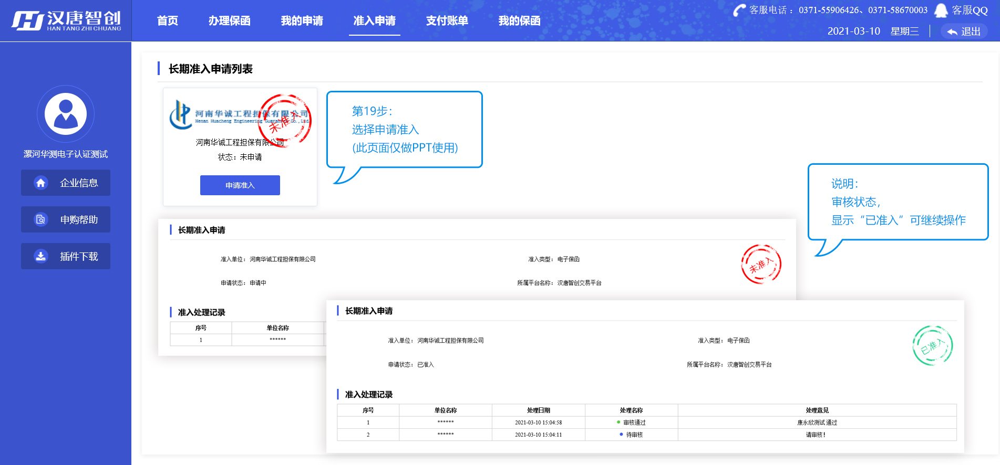 汉唐智创
HAN TANG ZHI CHUANG
首页 办理保函 我的申请 准入申请 支付账单 我的保函
客服电话：0371-55906426、0371-58670003 客服QQ
2021-03-10 星期三 退出
漯河华测电子认证测试
企业信息
申购帮助
插件下载
长期准入申请列表
河南华诚工程担保有限公司
Henan Huacheng Engineering Guarantee Co.,Ltd.
未准入
河南华诚工程担保有限公司
状态：未申请
申请准入
第19步：
选择申请准入
(此页面仅做PPT使用)
说明：
审核状态，
显示“已准入”可继续操作
长期准入申请
准入单位： 河南华诚工程担保有限公司 准入类型： 电子保函
未准入
申请状态： 申请中 所属平台名称： 汉唐智创交易平台
准入处理记录
序号 单位名称
1 ******
长期准入申请
准入单位： 河南华诚工程担保有限公司 准入类型： 电子保函
已准入
申请状态： 已准入 所属平台名称： 汉唐智创交易平台
准入处理记录
序号 单位名称 处理日期 处理名称 处理意见
1 ****** 2021-03-10 15:04:58 审核通过 康永欣测试 通过
2 ****** 2021-03-10 15:04:11 待审核 请审核！